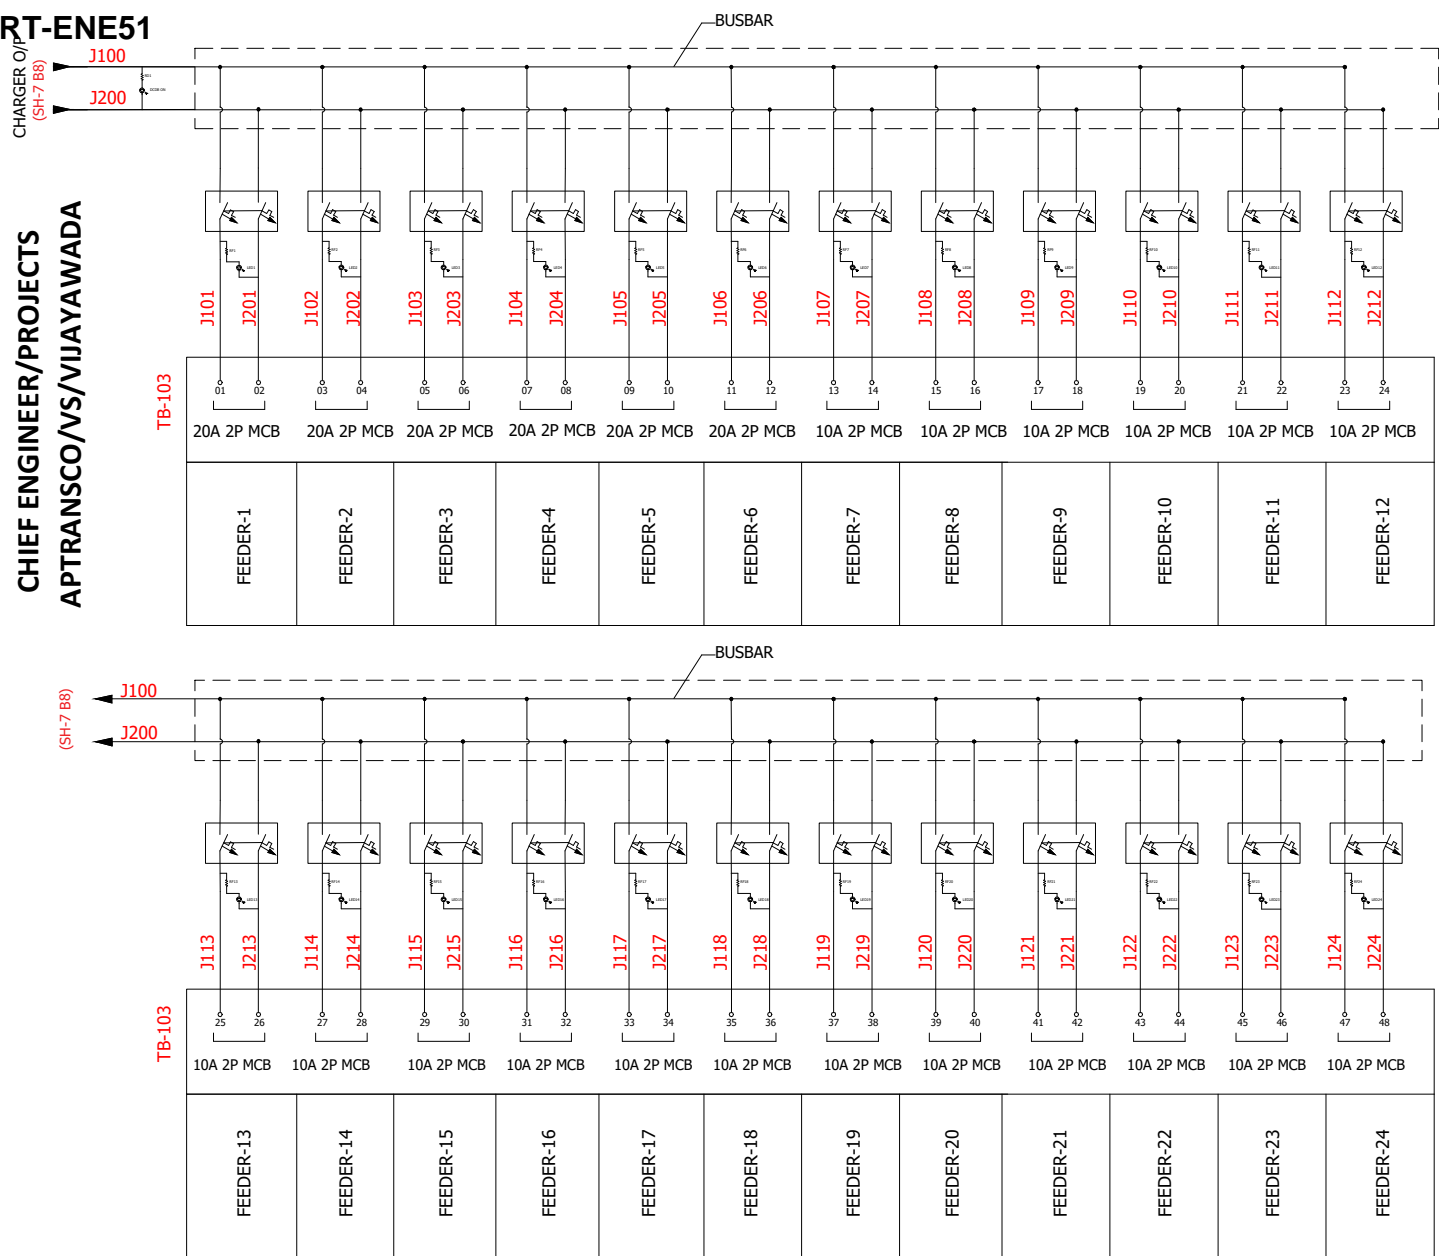 RT-ENE51
BUSBAR
CHARGER O/P
(SH-7 B8)
J100
J200
CHIEF ENGINEER/PROJECTS
APTRANSCO/VS/VIJAYAWADA
J101 J201 J102 J202 J103 J203 J104 J204 J105 J205 J106 J206 J107 J207 J108 J208 J109 J209 J110 J210 J111 J211 J112 J212
TB-103
01 02 03 04 05 06 07 08 09 10 11 12 13 14 15 16 17 18 19 20 21 22 23 24
20A 2P MCB 20A 2P MCB 20A 2P MCB 20A 2P MCB 20A 2P MCB 20A 2P MCB 10A 2P MCB 10A 2P MCB 10A 2P MCB 10A 2P MCB 10A 2P MCB 10A 2P MCB
FEEDER-1 FEEDER-2 FEEDER-3 FEEDER-4 FEEDER-5 FEEDER-6 FEEDER-7 FEEDER-8 FEEDER-9 FEEDER-10 FEEDER-11 FEEDER-12
BUSBAR
(SH-7 B8)
J100
J200
J113 J213 J114 J214 J115 J215 J116 J216 J117 J217 J118 J218 J119 J219 J120 J220 J121 J221 J122 J222 J123 J223 J124 J224
TB-103
25 26 27 28 29 30 31 32 33 34 35 36 37 38 39 40 41 42 43 44 45 46 47 48
10A 2P MCB 10A 2P MCB 10A 2P MCB 10A 2P MCB 10A 2P MCB 10A 2P MCB 10A 2P MCB 10A 2P MCB 10A 2P MCB 10A 2P MCB 10A 2P MCB 10A 2P MCB
FEEDER-13 FEEDER-14 FEEDER-15 FEEDER-16 FEEDER-17 FEEDER-18 FEEDER-19 FEEDER-20 FEEDER-21 FEEDER-22 FEEDER-23 FEEDER-24